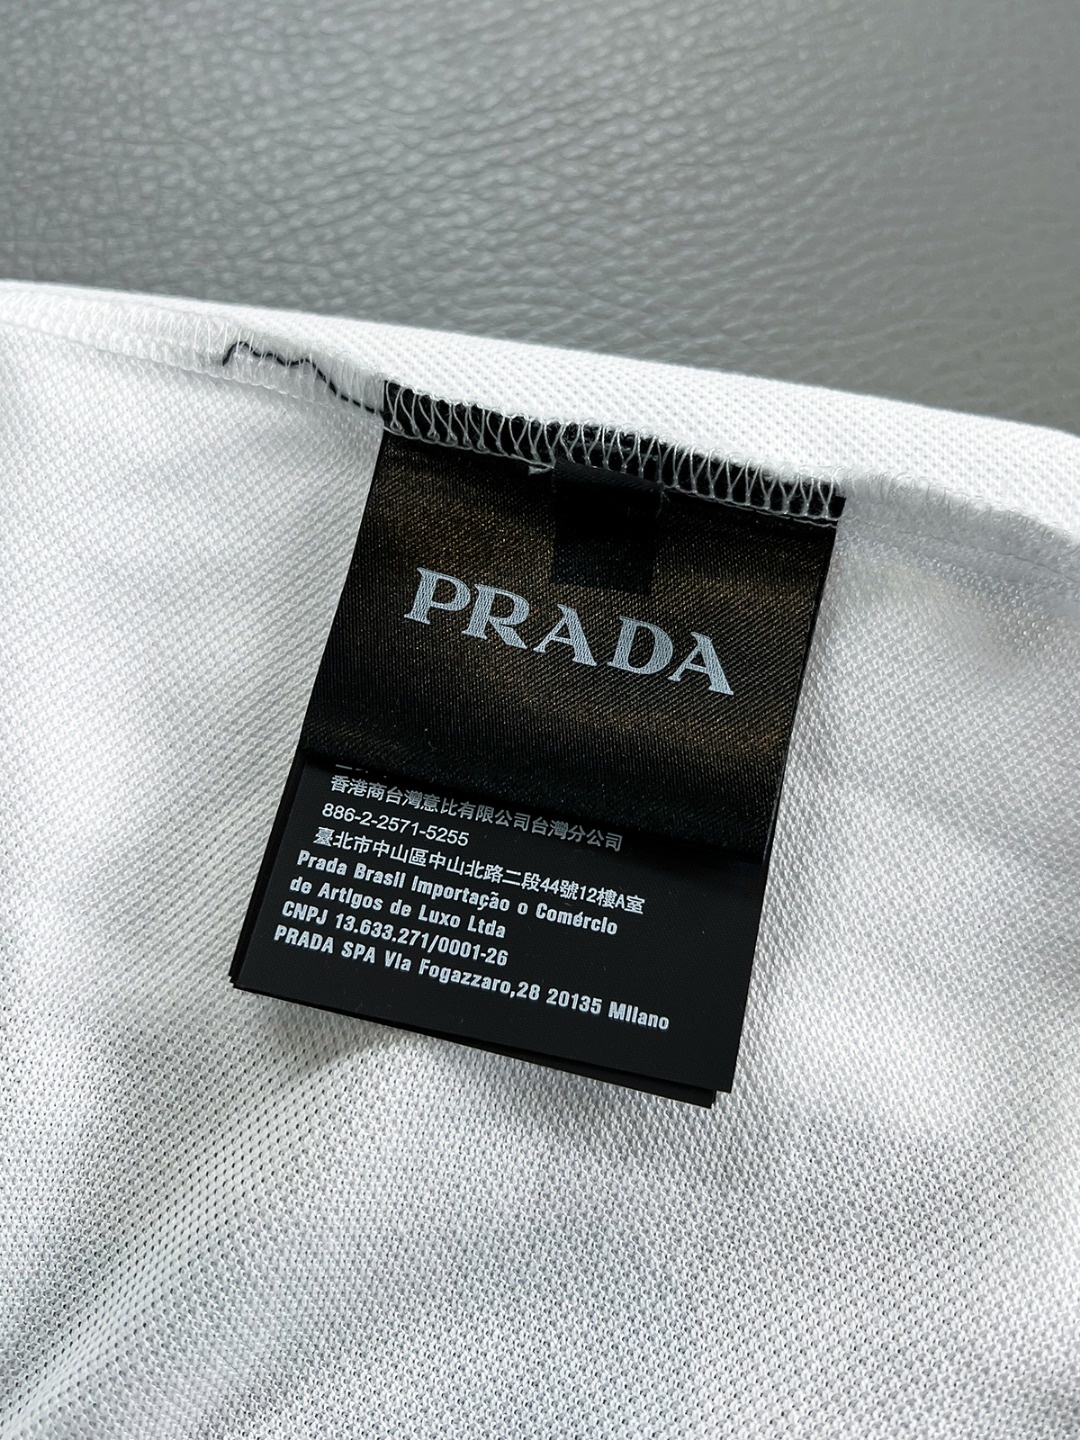 PRADA
香港商台灣意比有限公司台灣分公司
886-2-2571-5255
臺北市中山區中山北路二段44號12樓A室
Prada Brasil Importação o Comércio
de Artigos de Luxo Ltda
CNPJ 13.633.271/0001-26
PRADA SPA Via Fogazzaro,28 20135 Milano